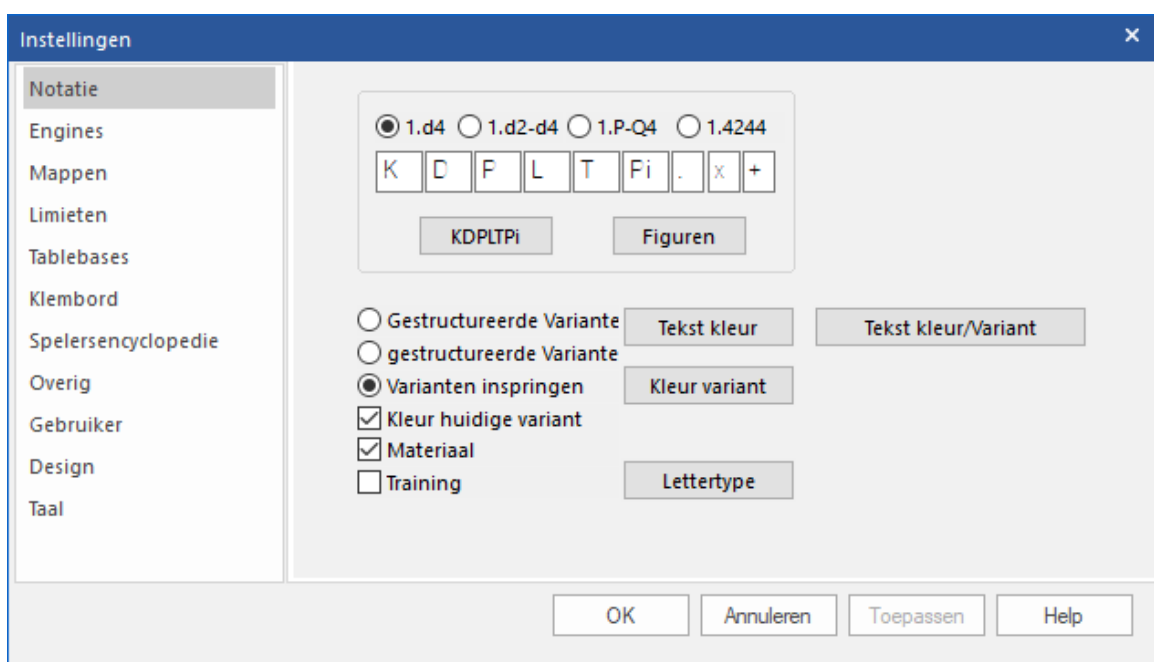 Instellingen
Notatie
Engines
Mappen
Limieten
Tablebases
Klembord
Spelersencyclopedie
Overig
Gebruiker
Design
Taal
1.d4 1.d2-d4 1.P-Q4 1.4244
K D P L T Pi . x +
KDPLTPi Figuren
Gestructureerde Variante
gestructureerde Variante
Varianten inspringen
Kleur huidige variant
Materiaal
Training
Tekst kleur Tekst kleur/Variant
Kleur variant
Lettertype
OK Annuleren Toepassen Help